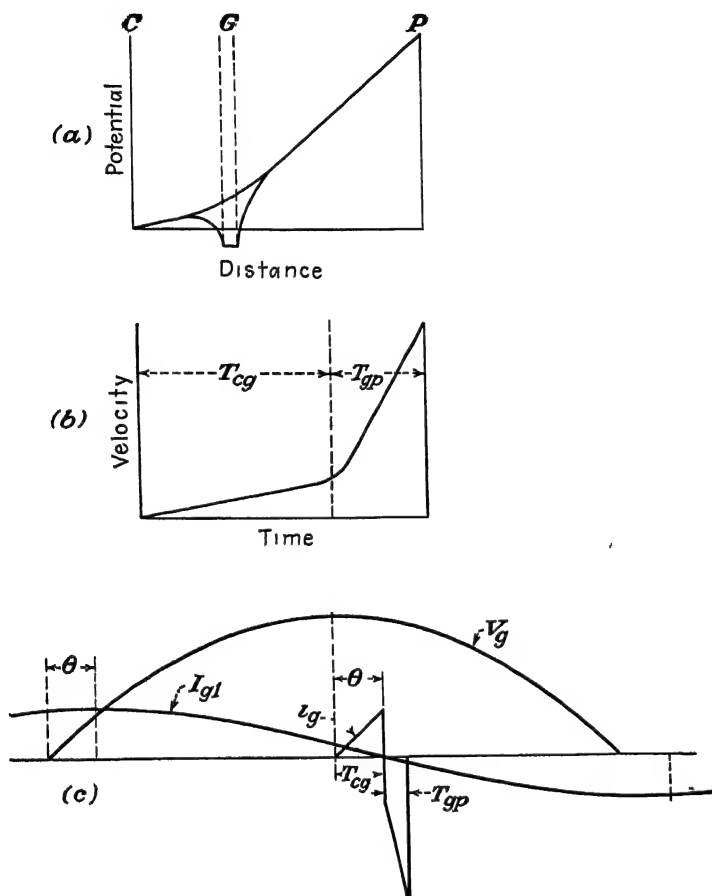 C G P
(a)
Potential
Distance
T_cg T_gp
(b)
Velocity
Time
V_g
θ θ
I_g1
i_g
T_cg
T_gp
(c)